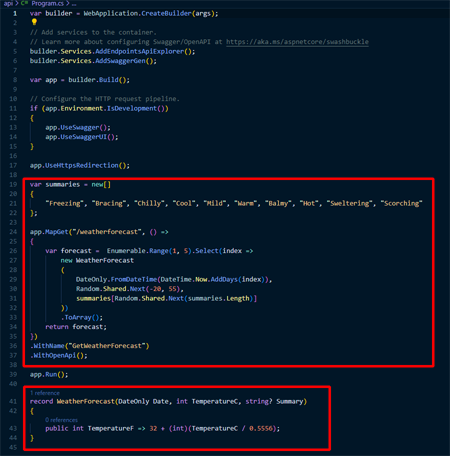 api > C# Program.cs > ...
1 var builder = WebApplication.CreateBuilder(args);
2
3 // Add services to the container.
4 // Learn more about configuring Swagger/OpenAPI at https://aka.ms/aspnetcore/swashbuckle
5 builder.Services.AddEndpointsApiExplorer();
6 builder.Services.AddSwaggerGen();
7
8 var app = builder.Build();
9
10 // Configure the HTTP request pipeline.
11 if (app.Environment.IsDevelopment())
12 {
13 app.UseSwagger();
14 app.UseSwaggerUI();
15 }
16
17 app.UseHttpsRedirection();
18
19 var summaries = new[]
20 {
21 "Freezing", "Bracing", "Chilly", "Cool", "Mild", "Warm", "Balmy", "Hot", "Sweltering", "Scorching"
22 };
23
24 app.MapGet("/weatherforecast", () =>
25 {
26 var forecast = Enumerable.Range(1, 5).Select(index =>
27 new WeatherForecast
28 (
29 DateOnly.FromDateTime(DateTime.Now.AddDays(index)),
30 Random.Shared.Next(-20, 55),
31 summaries[Random.Shared.Next(summaries.Length)]
32 ))
33 .ToArray();
34 return forecast;
35 })
36 .WithName("GetWeatherForecast")
37 .WithOpenApi();
38
39 app.Run();
40
1 reference
41 record WeatherForecast(DateOnly Date, int TemperatureC, string? Summary)
42 {
0 references
43 public int TemperatureF => 32 + (int)(TemperatureC / 0.5556);
44 }
45